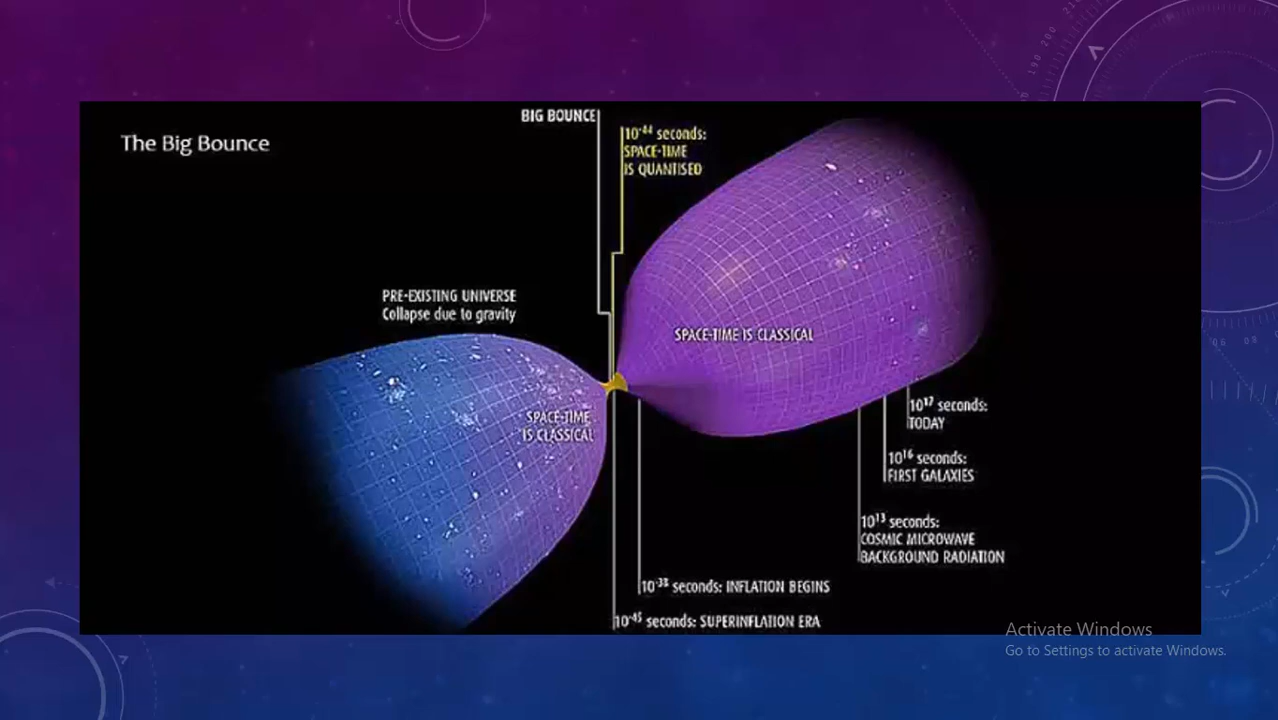 The Big Bounce
BIG BOUNCE
10⁻⁴⁴ seconds:
SPACE-TIME
IS QUANTISED
PRE-EXISTING UNIVERSE
Collapse due to gravity
SPACE-TIME IS CLASSICAL
SPACE-TIME
IS CLASSICAL
10¹⁷ seconds:
TODAY
10¹⁶ seconds:
FIRST GALAXIES
10¹³ seconds:
COSMIC MICROWAVE
BACKGROUND RADIATION
10⁻³⁸ seconds: INFLATION BEGINS
10⁻⁴⁵ seconds: SUPERINFLATION ERA
Activate Windows
Go to Settings to activate Windows.
190 200